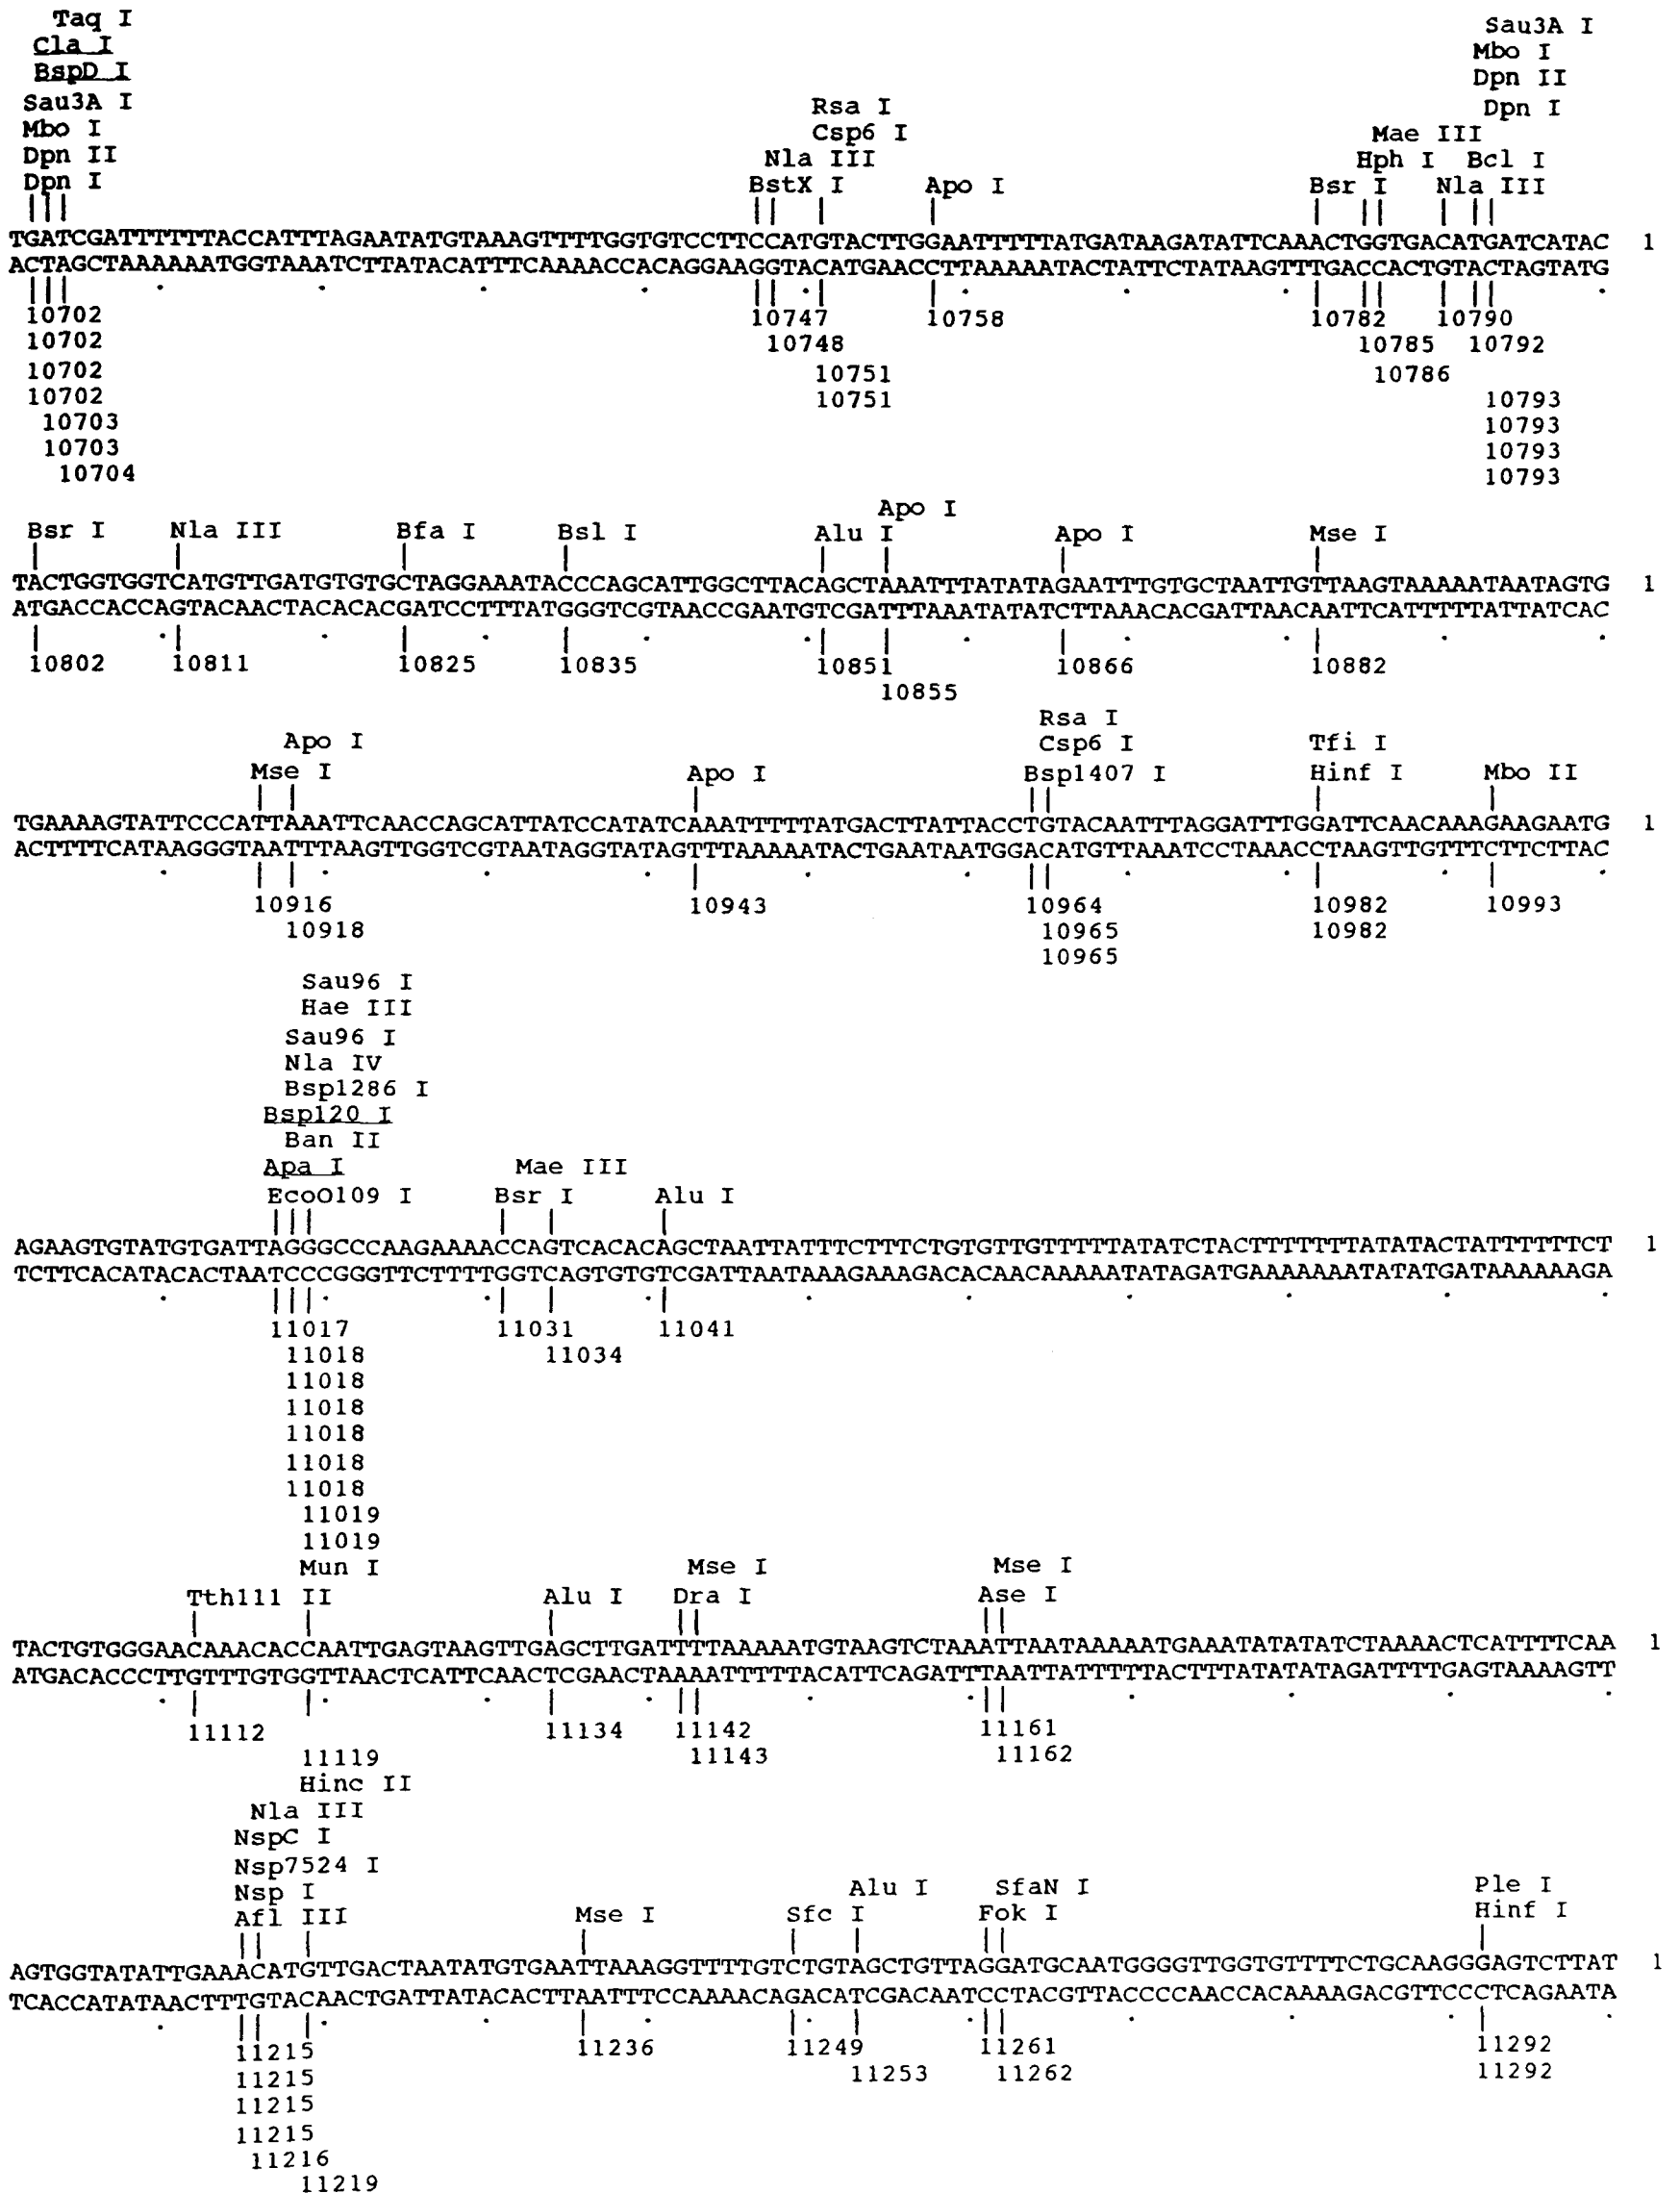 Taq I
Cla I
BspD I
Sau3A I
Mbo I
Dpn II
Dpn I
Sau3A I
Mbo I
Dpn II
Dpn I
Rsa I
Csp6 I
Nla III
BstX I Apo I
Mae III
Hph I Bcl I
Bsr I Nla III
TGATCGATTTTTTACCATTTAGAATATGTAAAGTTTTGGTGTCCTTCCATGTACTTGGAATTTTTATGATAAGATATTCAAACTGGTGACATGATCATAC 1
ACTAGCTAAAAAATGGTAAATCTTATACATTTCAAAACCACAGGAAGGTACATGAACCTTAAAAATACTATTCTATAAGTTTGACCACTGTACTAGTATG
10702 10747 10758 10782 10790
10702 10748 10785 10792
10702 10751 10786
10702 10751 10793
10703 10793
10703 10793
10704 10793
Apo I
Bsr I Nla III Bfa I Bsl I Alu I Apo I Mse I
TACTGGTGGTCATGTTGATGTGTGCTAGGAAATACCCAGCATTGGCTTACAGCTAAATTTATATAGAATTTGTGCTAATTGTTAAGTAAAAATAATAGTG 1
ATGACCACCAGTACAACTACACACGATCCTTTATGGGTCGTAACCGAATGTCGATTTAAATATATCTTAAACACGATTAACAATTCATTTTTATTATCAC
10802 10811 10825 10835 10851 10866 10882
10855
Rsa I
Apo I Csp6 I Tfi I
Mse I Apo I Bsp1407 I Hinf I Mbo II
TGAAAAGTATTCCCATTAAATTCAACCAGCATTATCCATATCAAATTTTTATGACTTATTACCTGTACAATTTAGGATTTGGATTCAACAAAGAAGAATG 1
ACTTTTCATAAGGGTAATTTAAGTTGGTCGTAATAGGTATAGTTTAAAAATACTGAATAATGGACATGTTAAATCCTAAACCTAAGTTGTTTCTTCTTAC
10916 10943 10964 10982 10993
10918 10965 10982
10965
Sau96 I
Hae III
Sau96 I
Nla IV
Bsp1286 I
Bsp120 I
Ban II
Apa I Mae III
EcoO109 I Bsr I Alu I
AGAAGTGTATGTGATTAGGGCCCAAGAAAACCAGTCACACAGCTAATTATTTCTTTCTGTGTTGTTTTTATATCTACTTTTTTTATATACTATTTTTTCT 1
TCTTCACATACACTAATCCCGGGTTCTTTTGGTCAGTGTGTCGATTAATAAAGAAAGACACAACAAAAATATAGATGAAAAAAATATATGATAAAAAAGA
11017 11031 11041
11018 11034
11018
11018
11018
11018
11018
11019
11019
Mun I Mse I Mse I
Tth111 II Alu I Dra I Ase I
TACTGTGGGAACAAACACCAATTGAGTAAGTTGAGCTTGATTTTAAAAATGTAAGTCTAAATTAATAAAAATGAAATATATATCTAAAACTCATTTTCAA 1
ATGACACCCTTGTTTGTGGTTAACTCATTCAACTCGAACTAAAATTTTTACATTCAGATTTAATTATTTTTACTTTATATATAGATTTTGAGTAAAAGTT
11112 11134 11142 11161
11119 11143 11162
Hinc II
Nla III
NspC I
Nsp7524 I
Nsp I Alu I SfaN I Ple I
Afl III Mse I Sfc I Fok I Hinf I
AGTGGTATATTGAAACATGTTGACTAATATGTGAATTAAAGGTTTTGTCTGTAGCTGTTAGGATGCAATGGGGTTGGTGTTTTCTGCAAGGGAGTCTTAT 1
TCACCATATAACTTTGTACAACTGATTATACACTTAATTTCCAAAACAGACATCGACAATCCTACGTTACCCCAACCACAAAAGACGTTCCCTCAGAATA
11215 11236 11249 11261 11292
11215 11253 11262 11292
11215
11215
11216
11219